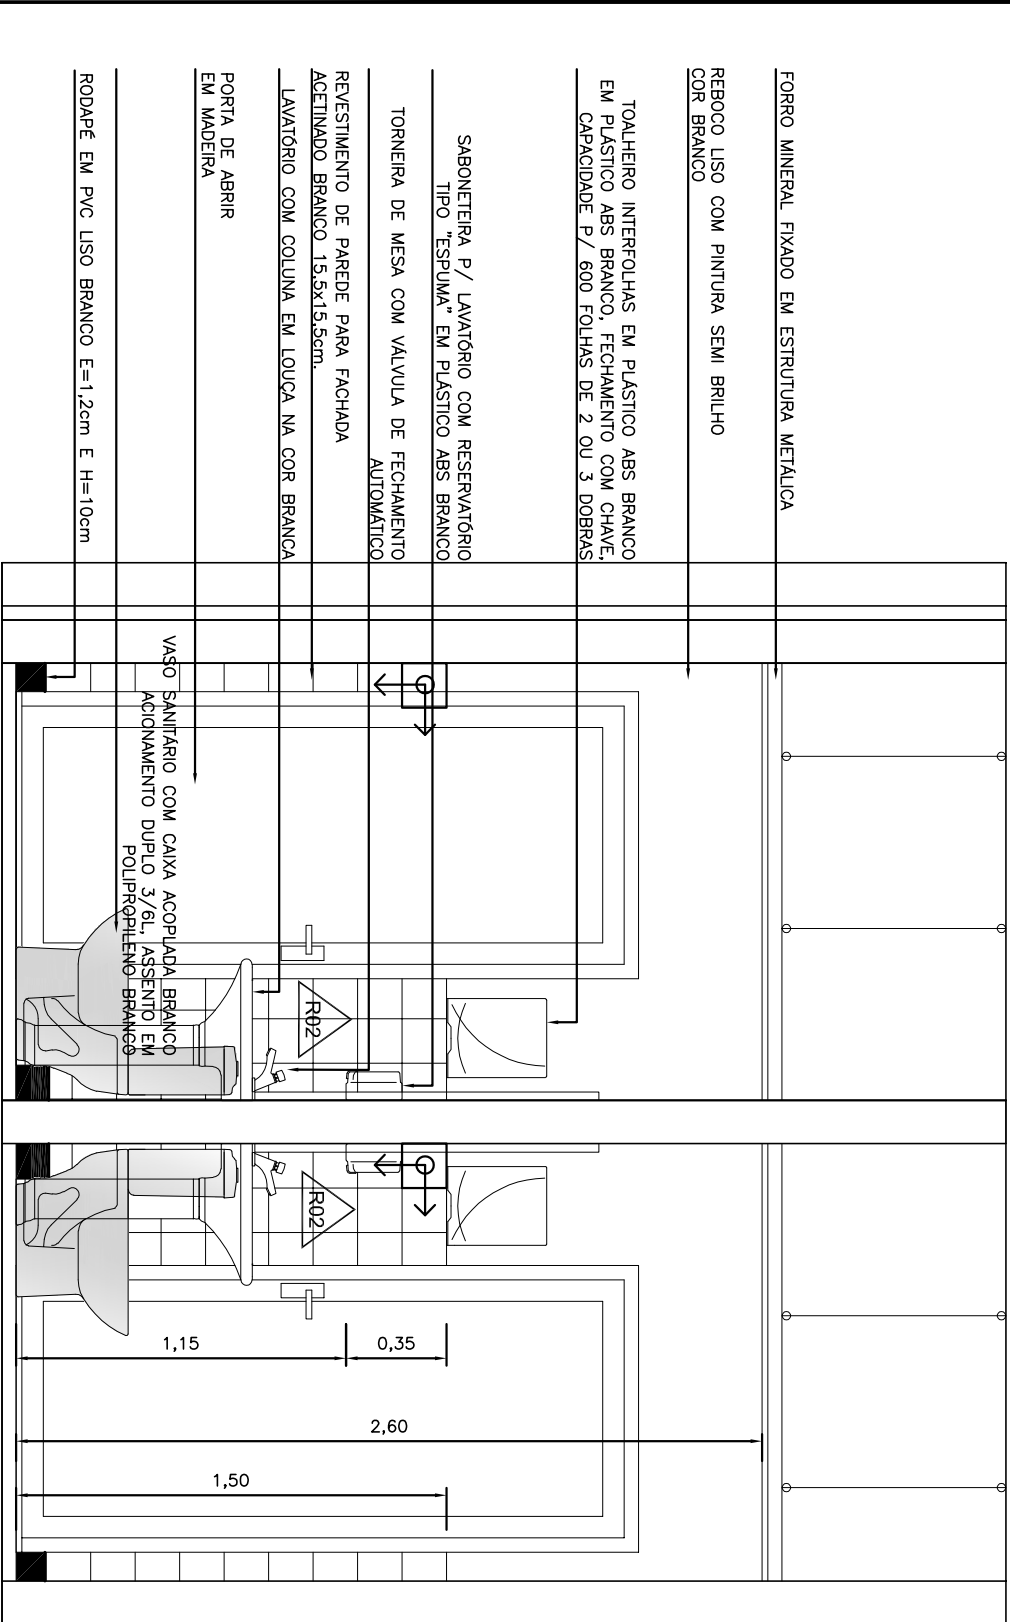 FORRO MINERAL FIXADO EM ESTRUTURA METÁLICA
REBOCO LISO COM PINTURA SEMI BRILHO
COR BRANCO
TOALHEIRO INTERFOLHAS EM PLÁSTICO ABS BRANCO
EM PLÁSTICO ABS BRANCO, FECHAMENTO COM CHAVE,
CAPACIDADE P/ 600 FOLHAS DE 2 OU 3 DOBRAS
SABONETEIRA P/ LAVATÓRIO COM RESERVATÓRIO
TIPO "ESPUMA" EM PLÁSTICO ABS BRANCO
TORNEIRA DE MESA COM VÁLVULA DE FECHAMENTO
AUTOMÁTICO
REVESTIMENTO DE PAREDE PARA FACHADA
ACETINADO BRANCO 15,5x15,5cm.
LAVATÓRIO COM COLUNA EM LOUÇA NA COR BRANCA
PORTA DE ABRIR
EM MADEIRA
VASO SANITÁRIO COM CAIXA ACOPLADA BRANCO
ACIONAMENTO DUPLO 3/6L, ASSENTO EM
POLIPROPILENO BRANCO
RODAPÉ EM PVC LISO BRANCO E=1,2cm E H=10cm
R02
R02
1,15
0,35
2,60
1,50